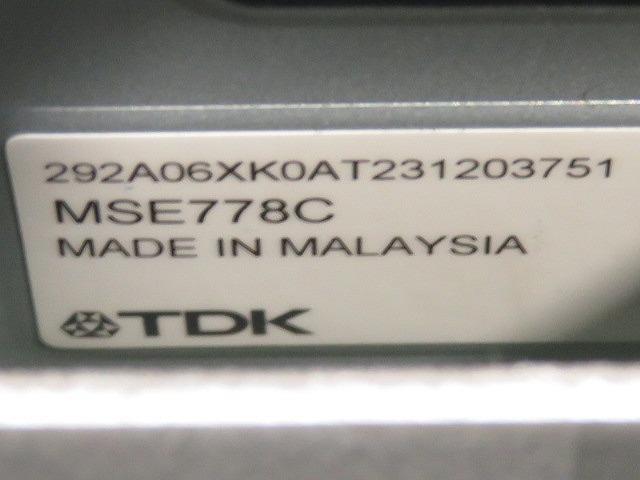 292A06XK0AT231203751
MSE778C
MADE IN MALAYSIA
TDK